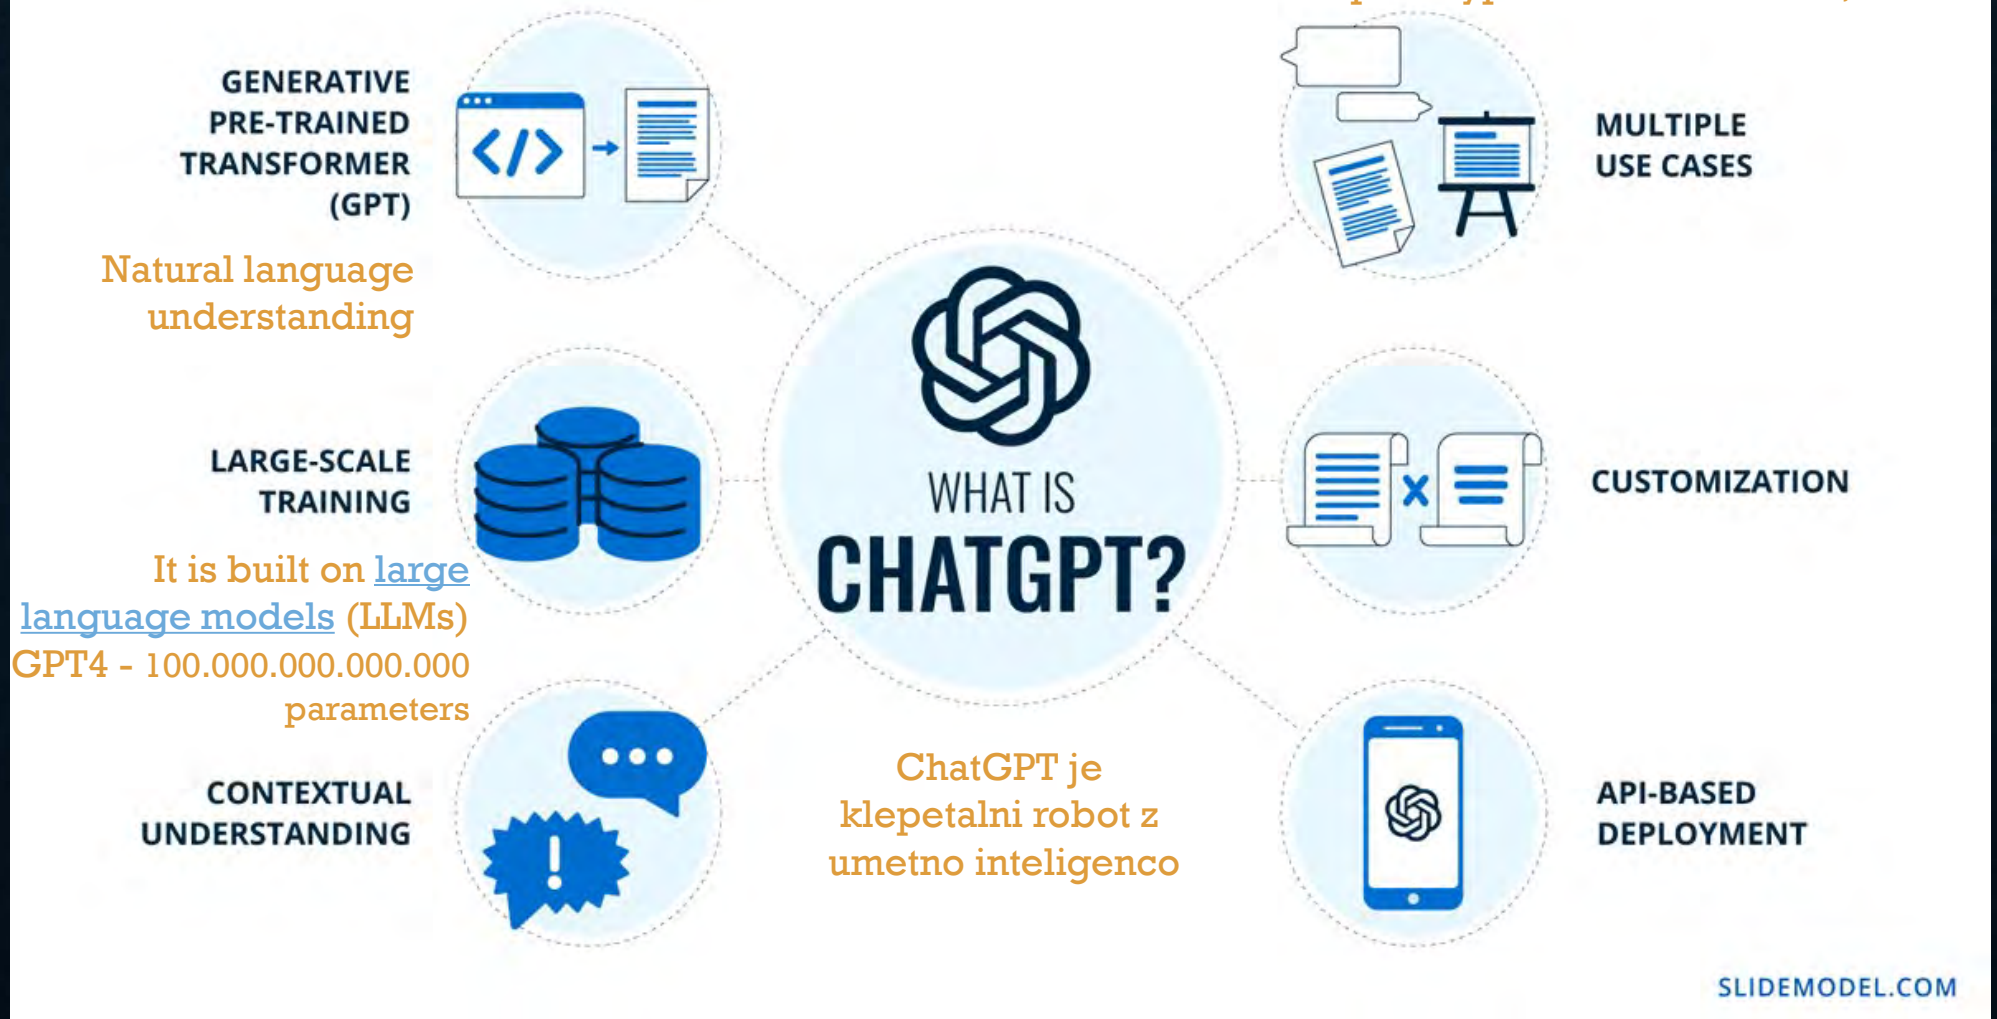 GENERATIVE
PRE-TRAINED
TRANSFORMER
(GPT)
Natural language
understanding
LARGE-SCALE
TRAINING
It is built on large
language models (LLMs)
GPT4 - 100.000.000.000.000
parameters
CONTEXTUAL
UNDERSTANDING
WHAT IS
CHATGPT?
ChatGPT je
klepetalni robot z
umetno inteligenco
MULTIPLE
USE CASES
CUSTOMIZATION
API-BASED
DEPLOYMENT
SLIDEMODEL.COM